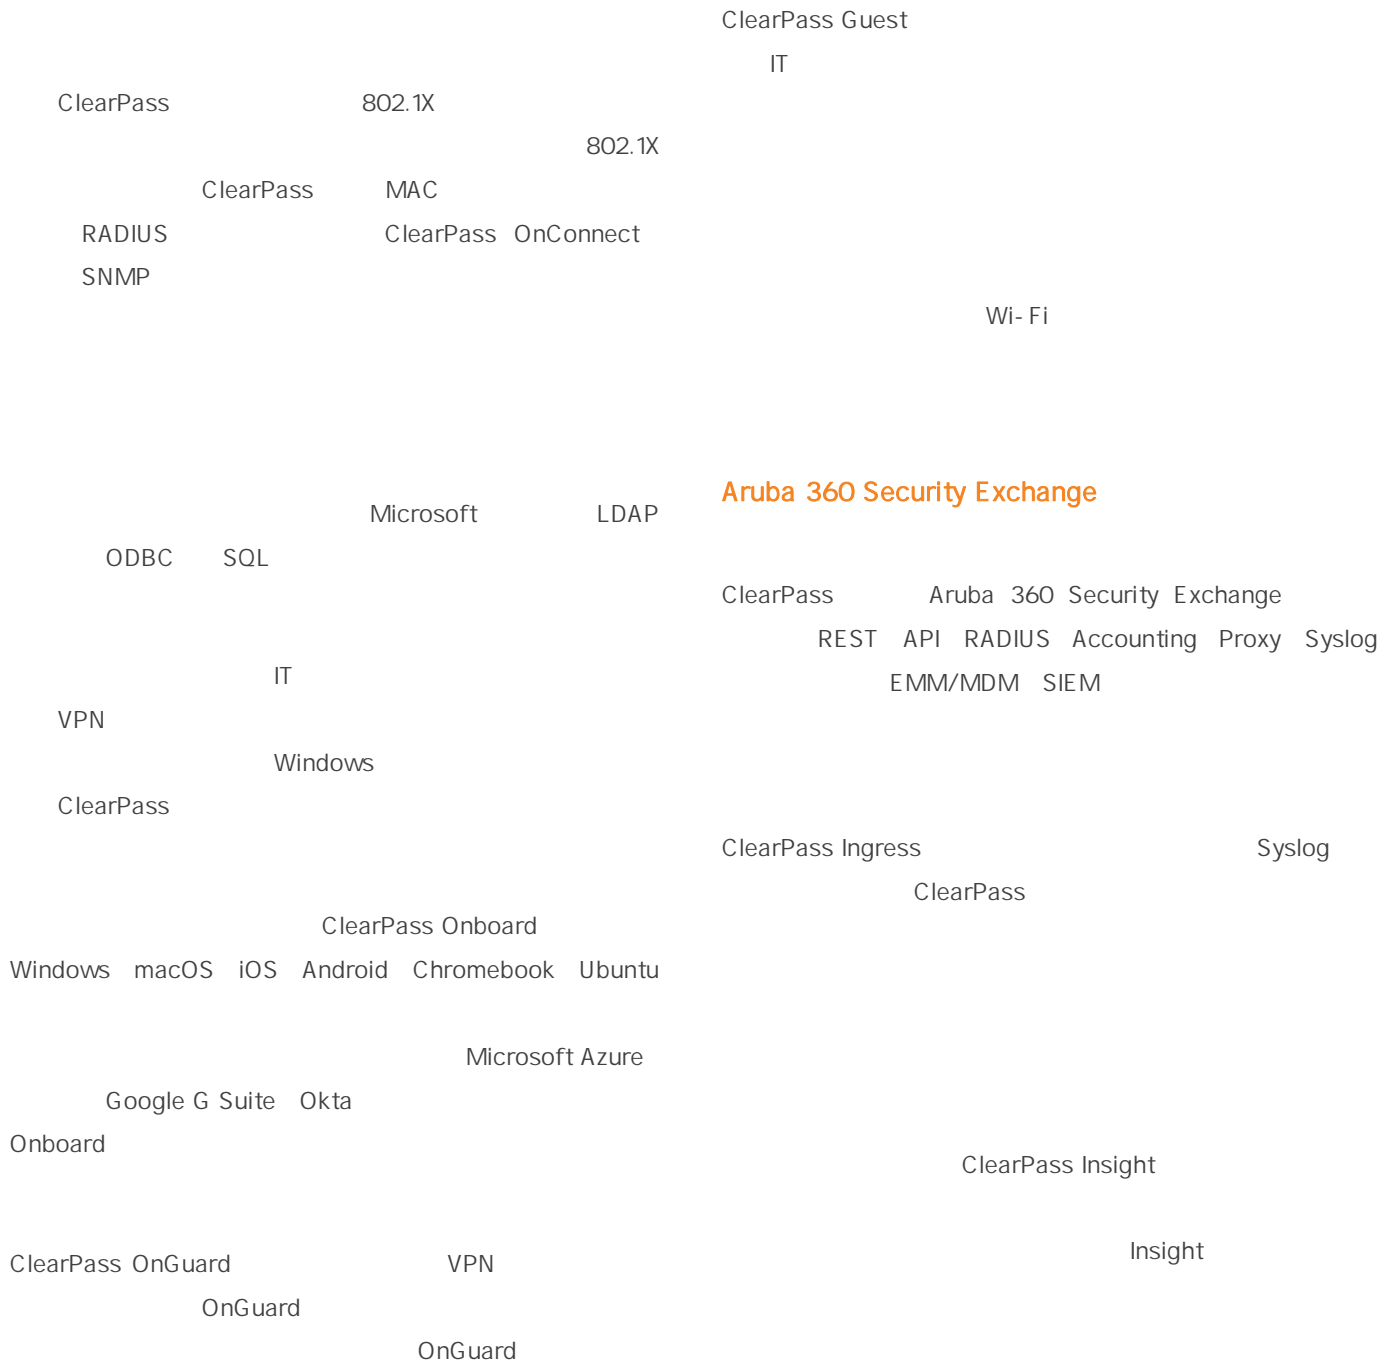 ClearPass 802.1X
802.1X
ClearPass MAC
RADIUS ClearPass OnConnect
SNMP
Microsoft LDAP
ODBC SQL
IT
VPN
Windows
ClearPass
ClearPass Onboard
Windows macOS iOS Android Chromebook Ubuntu
Microsoft Azure
Google G Suite Okta
Onboard
ClearPass OnGuard VPN
OnGuard
OnGuard
ClearPass Guest
IT
Wi-Fi
Aruba 360 Security Exchange
ClearPass Aruba 360 Security Exchange
REST API RADIUS Accounting Proxy Syslog
EMM/MDM SIEM
ClearPass Ingress Syslog
ClearPass
ClearPass Insight
Insight